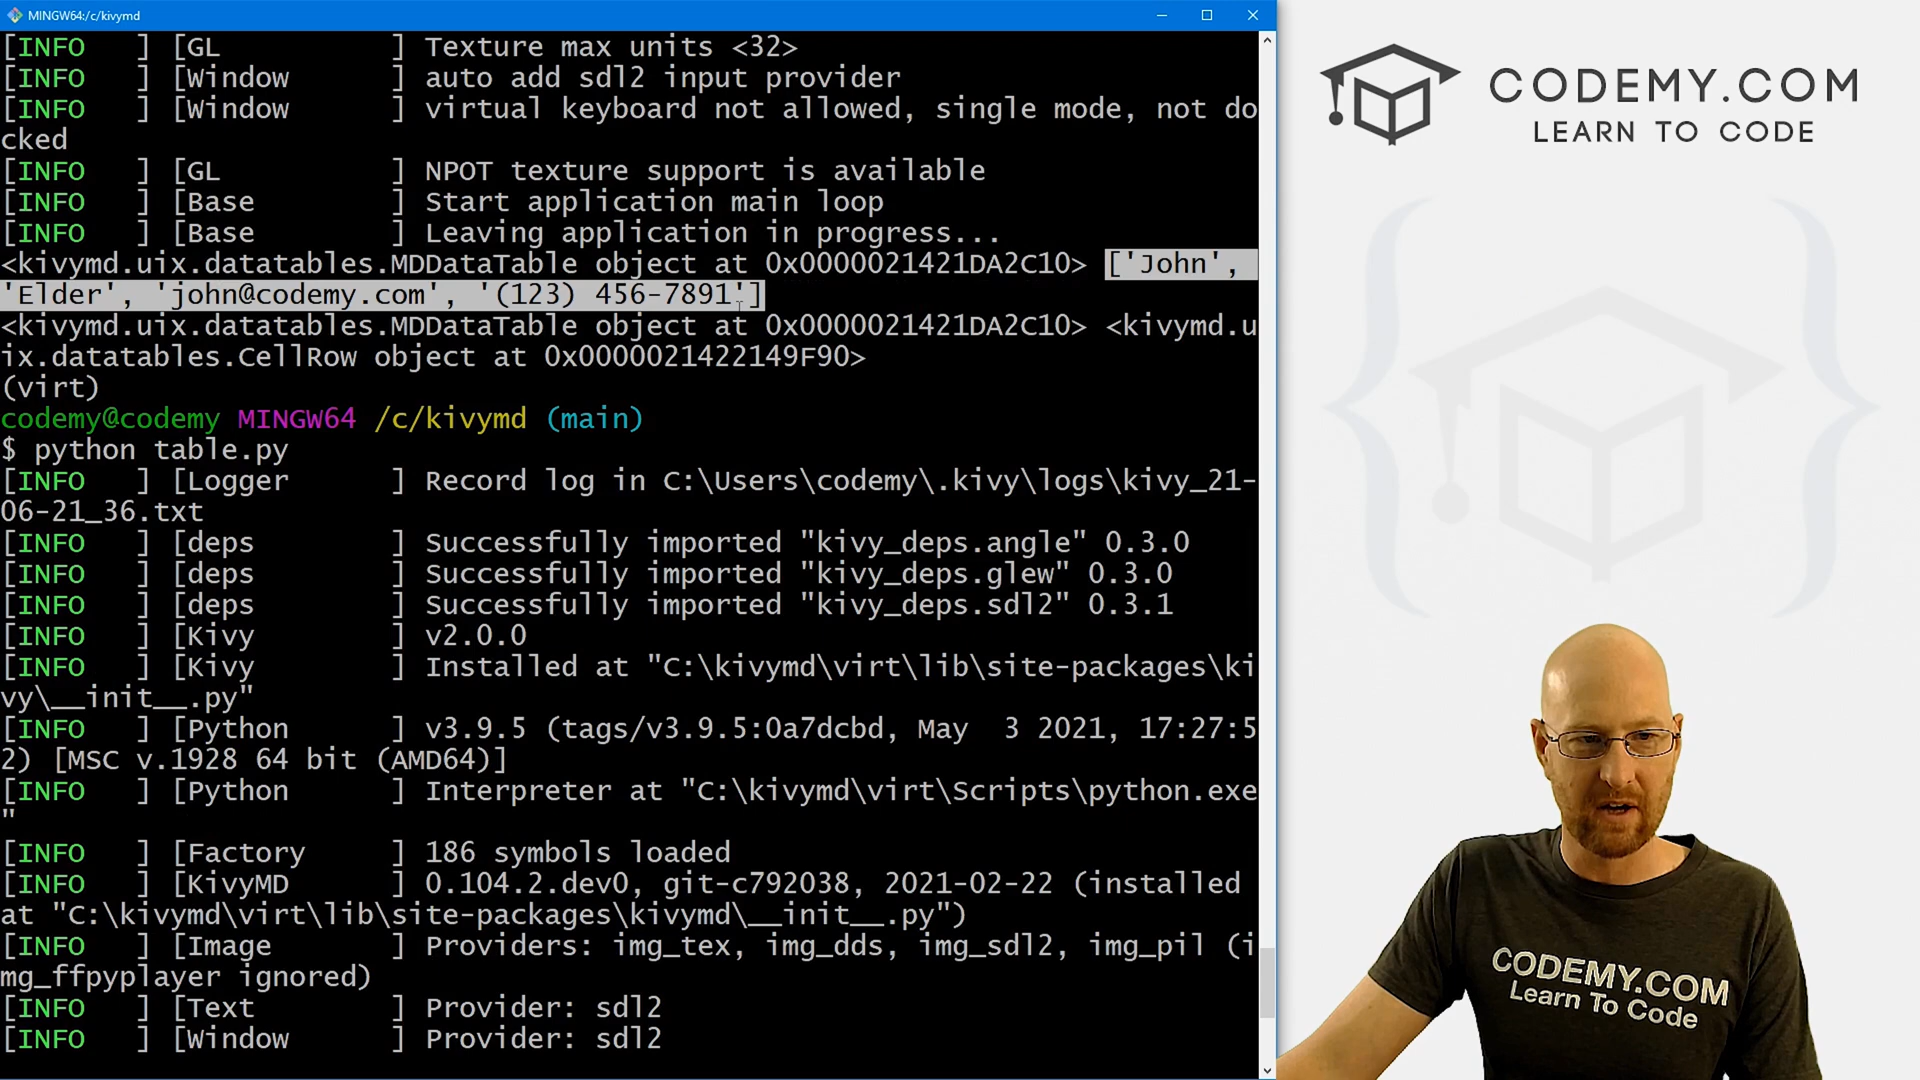 MINGW64:/c/kivymd
[INFO   ] [GL          ] Texture max units <32>
[INFO   ] [Window      ] auto add sdl2 input provider
[INFO   ] [Window      ] virtual keyboard not allowed, single mode, not do
cked
[INFO   ] [GL          ] NPOT texture support is available
[INFO   ] [Base        ] Start application main loop
[INFO   ] [Base        ] Leaving application in progress...
<kivymd.uix.datatables.MDDataTable object at 0x0000021421DA2C10> ['John',
'Elder', 'john@codemy.com', '(123) 456-7891']
<kivymd.uix.datatables.MDDataTable object at 0x0000021421DA2C10> <kivymd.u
ix.datatables.CellRow object at 0x0000021422149F90>
(virt)
codemy@codemy MINGW64 /c/kivymd (main)
$ python table.py
[INFO   ] [Logger      ] Record log in C:\Users\codemy\.kivy\logs\kivy_21-
06-21_36.txt
[INFO   ] [deps        ] Successfully imported "kivy_deps.angle" 0.3.0
[INFO   ] [deps        ] Successfully imported "kivy_deps.glew" 0.3.0
[INFO   ] [deps        ] Successfully imported "kivy_deps.sdl2" 0.3.1
[INFO   ] [Kivy        ] v2.0.0
[INFO   ] [Kivy        ] Installed at "C:\kivymd\virt\lib\site-packages\ki
vy\__init__.py"
[INFO   ] [Python      ] v3.9.5 (tags/v3.9.5:0a7dcbd, May  3 2021, 17:27:5
2) [MSC v.1928 64 bit (AMD64)]
[INFO   ] [Python      ] Interpreter at "C:\kivymd\virt\Scripts\python.exe
"
[INFO   ] [Factory     ] 186 symbols loaded
[INFO   ] [KivyMD      ] 0.104.2.dev0, git-c792038, 2021-02-22 (installed
at "C:\kivymd\virt\lib\site-packages\kivymd\__init__.py")
[INFO   ] [Image       ] Providers: img_tex, img_dds, img_sdl2, img_pil (i
mg_ffpyplayer ignored)
[INFO   ] [Text        ] Provider: sdl2
[INFO   ] [Window      ] Provider: sdl2
CODEMY.COM
LEARN TO CODE
CODEMY.COM
Learn To Code